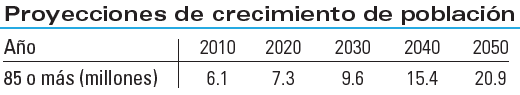 Proyecciones de crecimiento de población
Año 2010 2020 2030 2040 2050
85 o más (millones) 6.1 7.3 9.6 15.4 20.9